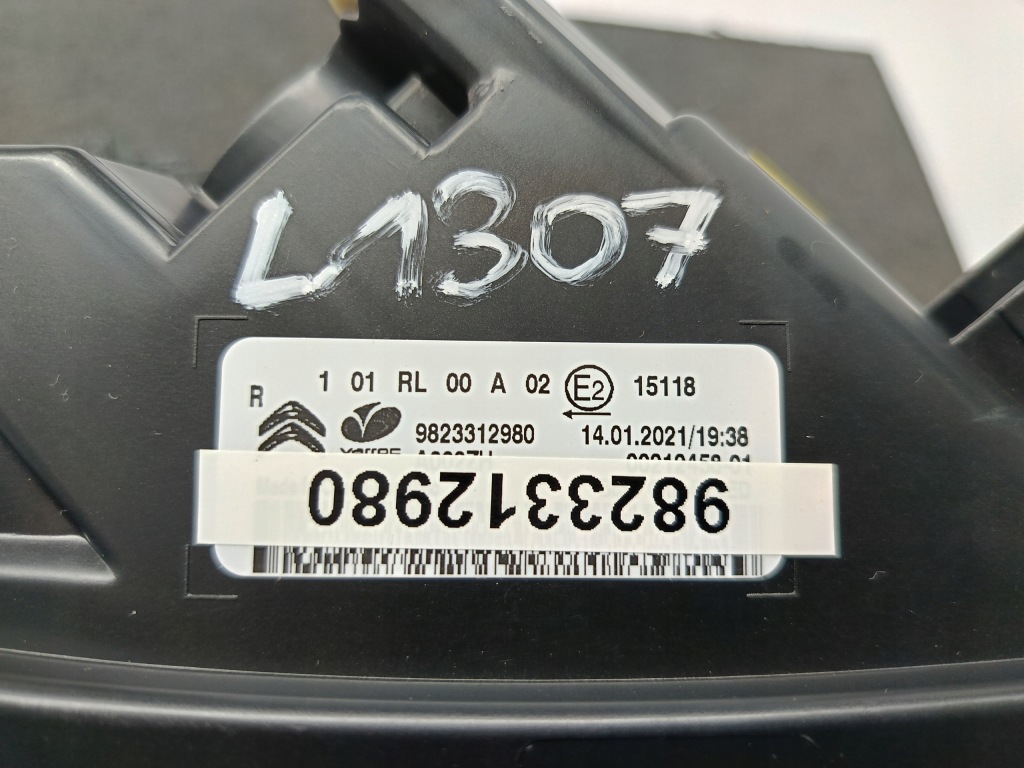 L1307
R 1 01 RL 00 A 02 E2 15118
9823312980 14.01.2021/19:38
9823312980